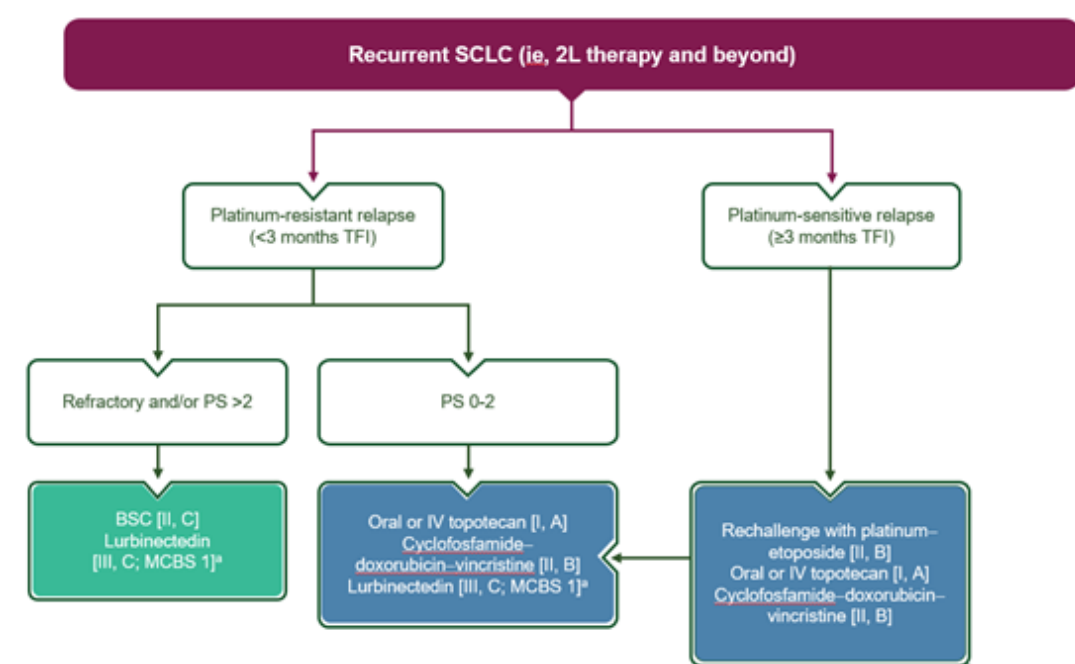 Recurrent SCLC (ie, 2L therapy and beyond)
Platinum-resistant relapse
(<3 months TFI)
Platinum-sensitive relapse
(≥3 months TFI)
Refractory and/or PS >2
PS 0-2
BSC [II, C]
Lurbinectedin
[III, C; MCBS 1]ᵃ
Oral or IV topotecan [I, A]
Cyclofosfamide–
doxorubicin–vincristine [II, B]
Lurbinectedin [III, C; MCBS 1]ᵃ
Rechallenge with platinum–
etoposide [II, B]
Oral or IV topotecan [I, A]
Cyclofosfamide–doxorubicin–
vincristine [II, B]